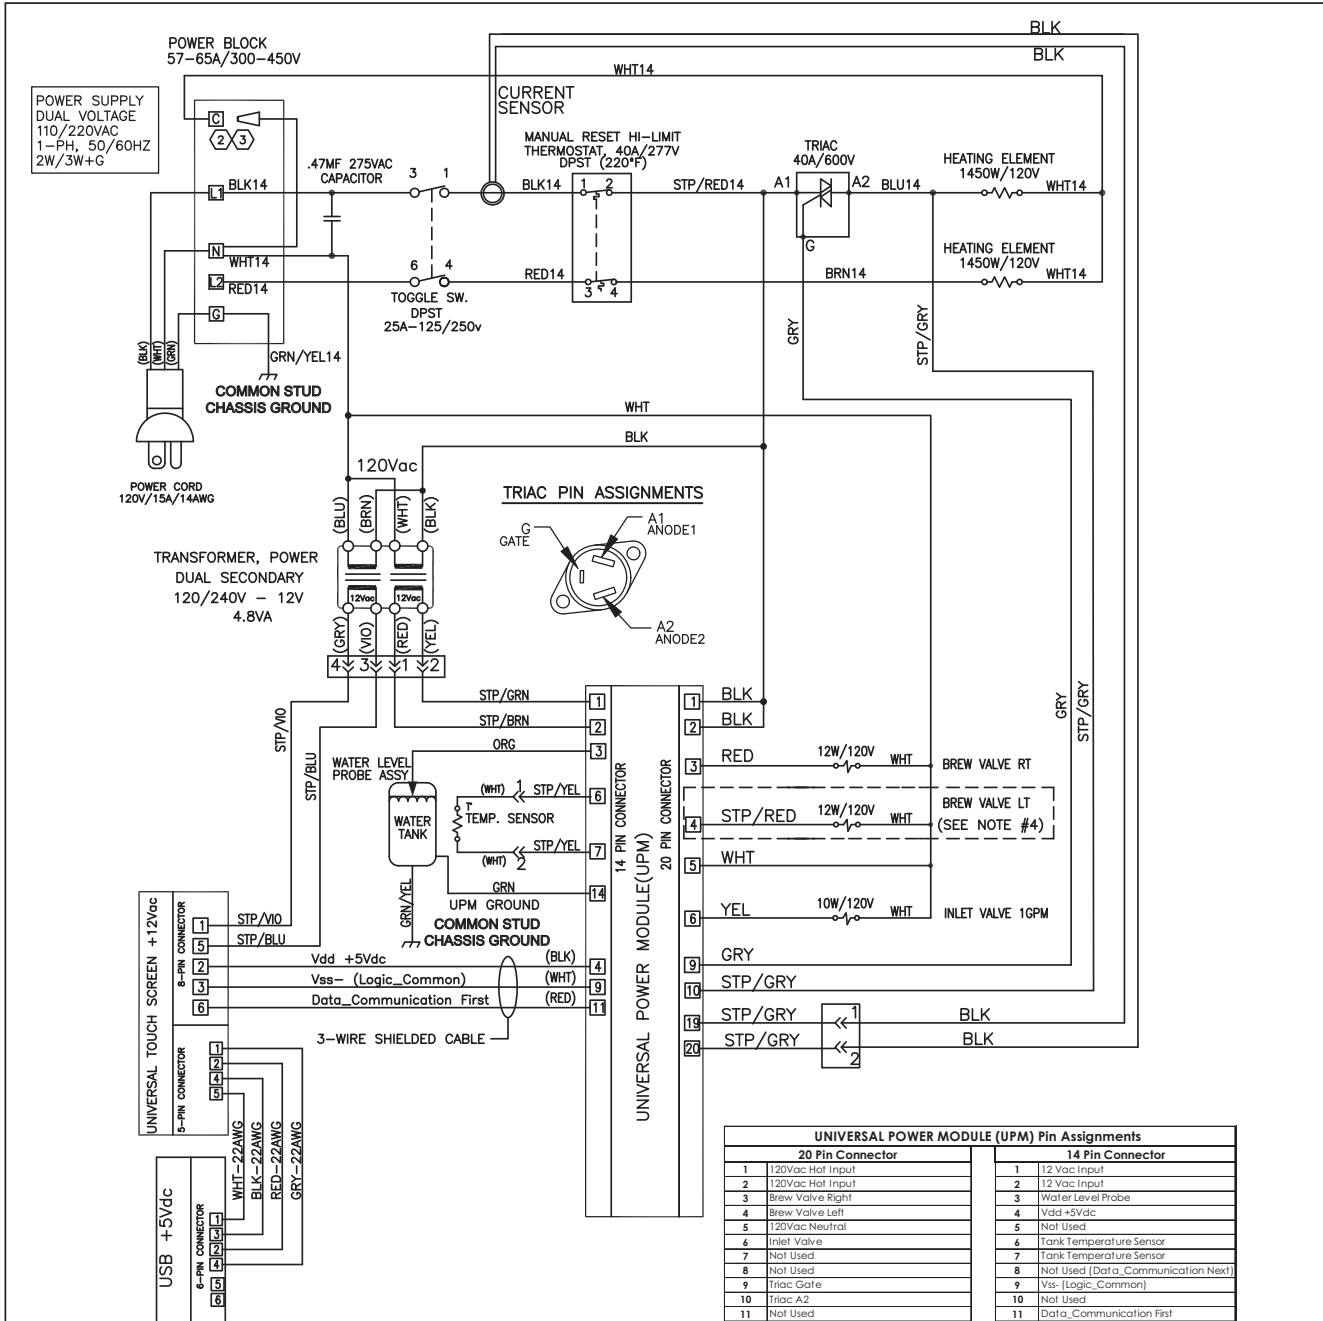 BLK
BLK
POWER BLOCK
57-65A/300-450V
WHT14
POWER SUPPLY
DUAL VOLTAGE
110/220VAC
1-PH, 50/60HZ
2W/3W+G
C
2 3
CURRENT
SENSOR
MANUAL RESET HI-LIMIT
THERMOSTAT, 40A/277V
DPST (220°F)
TRIAC
40A/600V
HEATING ELEMENT
1450W/120V
.47MF 275VAC
CAPACITOR
3 1
L1 BLK14
BLK14
1 2
STP/RED14
A1 A2
BLU14
WHT14
G
N
WHT14
HEATING ELEMENT
1450W/120V
6 4
L2 RED14
RED14
BRN14
WHT14
3 4
TOGGLE SW.
DPST
25A-125/250v
G
GRY
STP/GRY
(BLK)
(WHT)
(GRN)
GRN/YEL14
COMMON STUD
CHASSIS GROUND
WHT
BLK
120Vac
POWER CORD
120V/15A/14AWG
(BLU)
(BRN)
(WHT)
(BLK)
TRIAC PIN ASSIGNMENTS
G
GATE
A1
ANODE1
A2
ANODE2
TRANSFORMER, POWER
DUAL SECONDARY
120/240V - 12V
4.8VA
12Vac 12Vac
(GRY)
(VIO)
(RED)
(YEL)
4 3 1 2
STP/VIO
STP/BLU
GRY
STP/GRY
STP/GRN 1
STP/BRN 2
ORG 3
WATER LEVEL
PROBE ASSY
WATER
TANK
(WHT) 1 STP/YEL 6
T°
TEMP. SENSOR
(WHT) 2 STP/YEL 7
GRN 14
UPM GROUND
GRN/YEL
COMMON STUD
CHASSIS GROUND
14 PIN CONNECTOR
UNIVERSAL POWER MODULE(UPM)
20 PIN CONNECTOR
1 BLK
2 BLK
3 RED 12W/120V WHT BREW VALVE RT
4 STP/RED 12W/120V WHT BREW VALVE LT
(SEE NOTE #4)
5 WHT
6 YEL 10W/120V WHT INLET VALVE 1GPM
9 GRY
10 STP/GRY
19 STP/GRY 1 BLK
20 STP/GRY 2 BLK
UNIVERSAL TOUCH SCREEN +12Vac
8-PIN CONNECTOR
1 STP/VIO
5 STP/BLU
2 Vdd +5Vdc (BLK) 4
3 Vss- (Logic_Common) (WHT) 9
6 Data_Communication First (RED) 11
3-WIRE SHIELDED CABLE
5-PIN CONNECTOR
1
2
4
5
WHT-22AWG
BLK-22AWG
RED-22AWG
GRY-22AWG
USB +5Vdc
6-PIN CONNECTOR
1
3
2
4
5
6
UNIVERSAL POWER MODULE (UPM) Pin Assignments
20 Pin Connector 14 Pin Connector
1 120Vac Hot Input 1 12 Vac Input
2 120Vac Hot Input 2 12 Vac Input
3 Brew Valve Right 3 Water Level Probe
4 Brew Valve Left 4 Vdd +5Vdc
5 120Vac Neutral 5 Not Used
6 Inlet Valve 6 Tank Temperature Sensor
7 Not Used 7 Tank Temperature Sensor
8 Not Used 8 Not Used (Data_Communication Next)
9 Triac Gate 9 Vss- (Logic_Common)
10 Triac A2 10 Not Used
11 Not Used 11 Data_Communication First